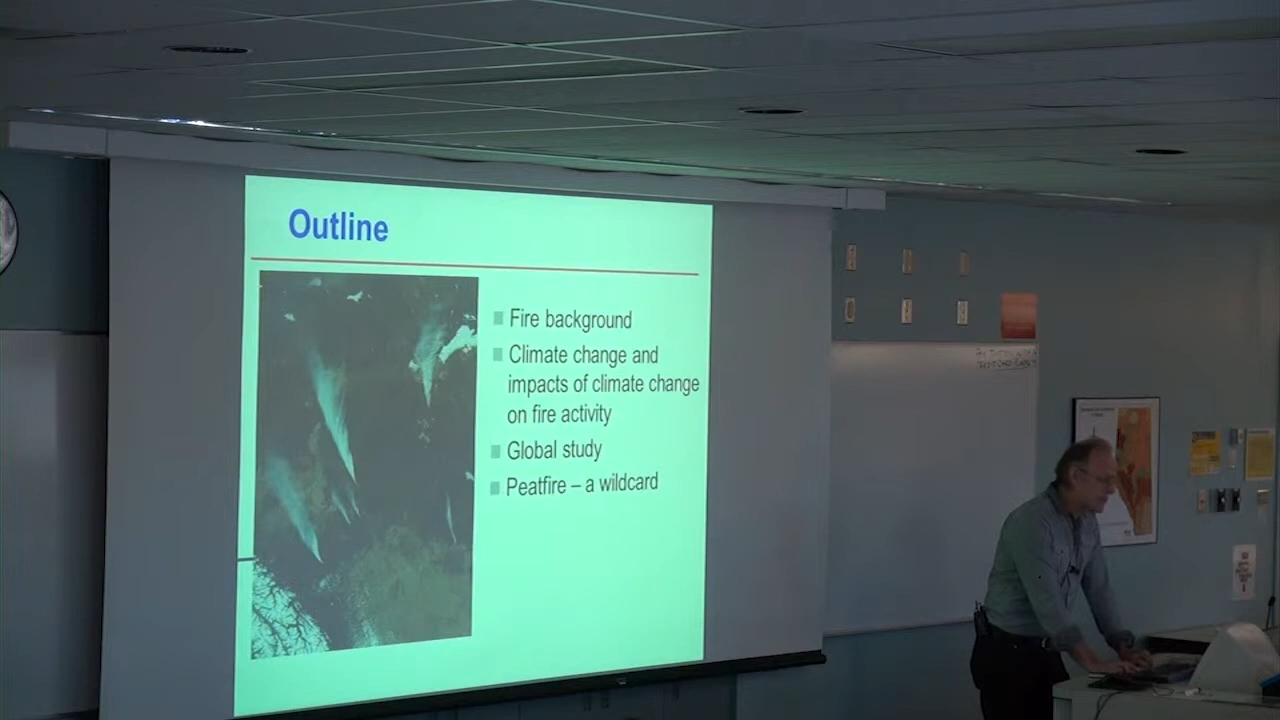 Outline
Fire background
Climate change and
impacts of climate change
on fire activity
Global study
Peatfire – a wildcard